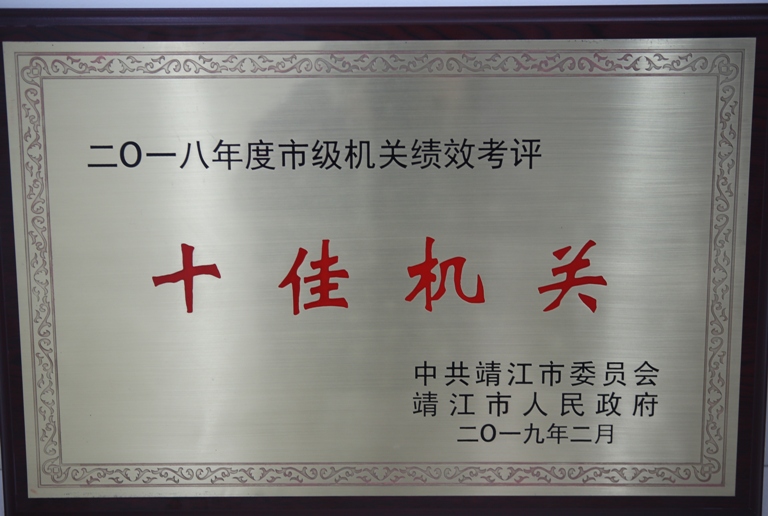 二O一八年度市级机关绩效考评
十佳机关
中共靖江市委员会
靖江市人民政府
二O一九年二月